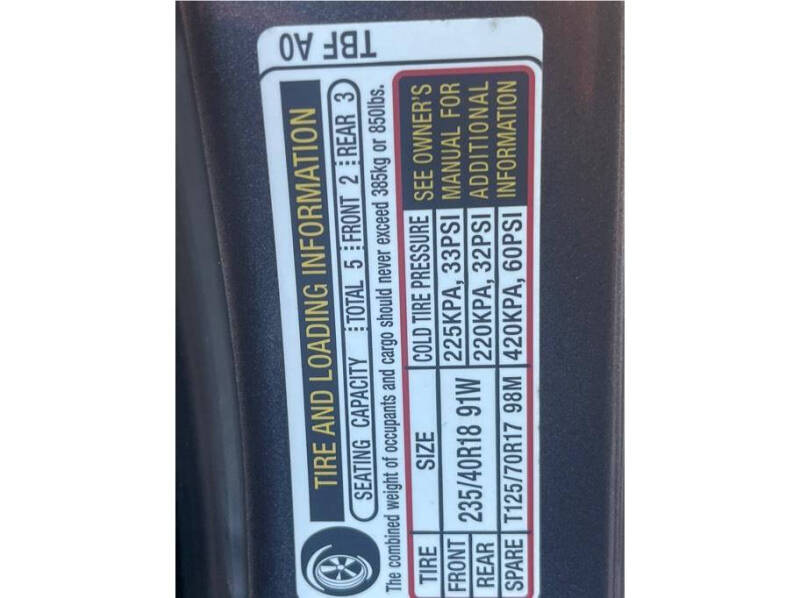 TBF A0
TIRE AND LOADING INFORMATION
SEATING CAPACITY TOTAL 5 FRONT 2 REAR 3
The combined weight of occupants and cargo should never exceed 385kg or 850lbs.
TIRE SIZE COLD TIRE PRESSURE SEE OWNER'S
FRONT 235/40R18 91W 225KPA, 33PSI MANUAL FOR
REAR 220KPA, 32PSI ADDITIONAL
SPARE T125/70R17 98M 420KPA, 60PSI INFORMATION